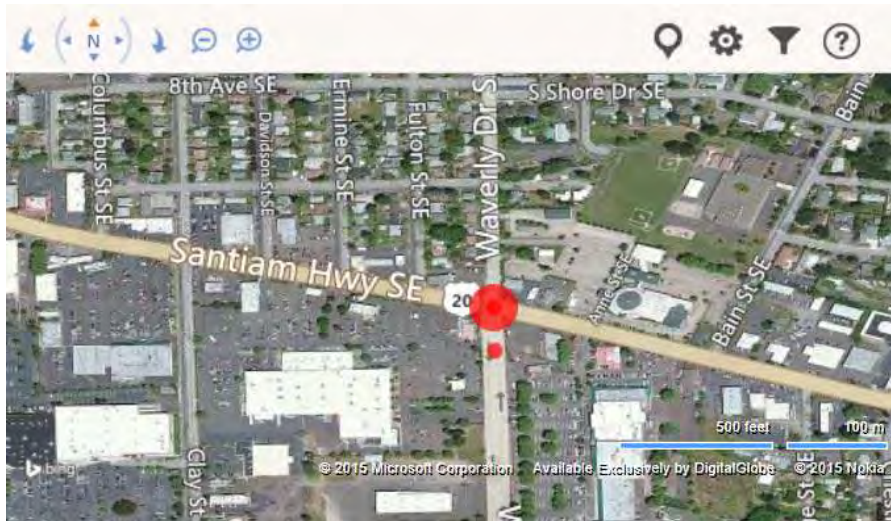 N
?
8th Ave SE
S Shore Dr SE
Bain
Columbus St SE
Davidson St SE
Ermine St SE
Fulton St SE
Waverly Dr S
Santiam Hwy SE
20
Anne St SE
Bain St SE
500 feet
100 m
Clay St
bing
© 2015 Microsoft Corporation
Available Exclusively by DigitalGlobe
© 2015 Nokia